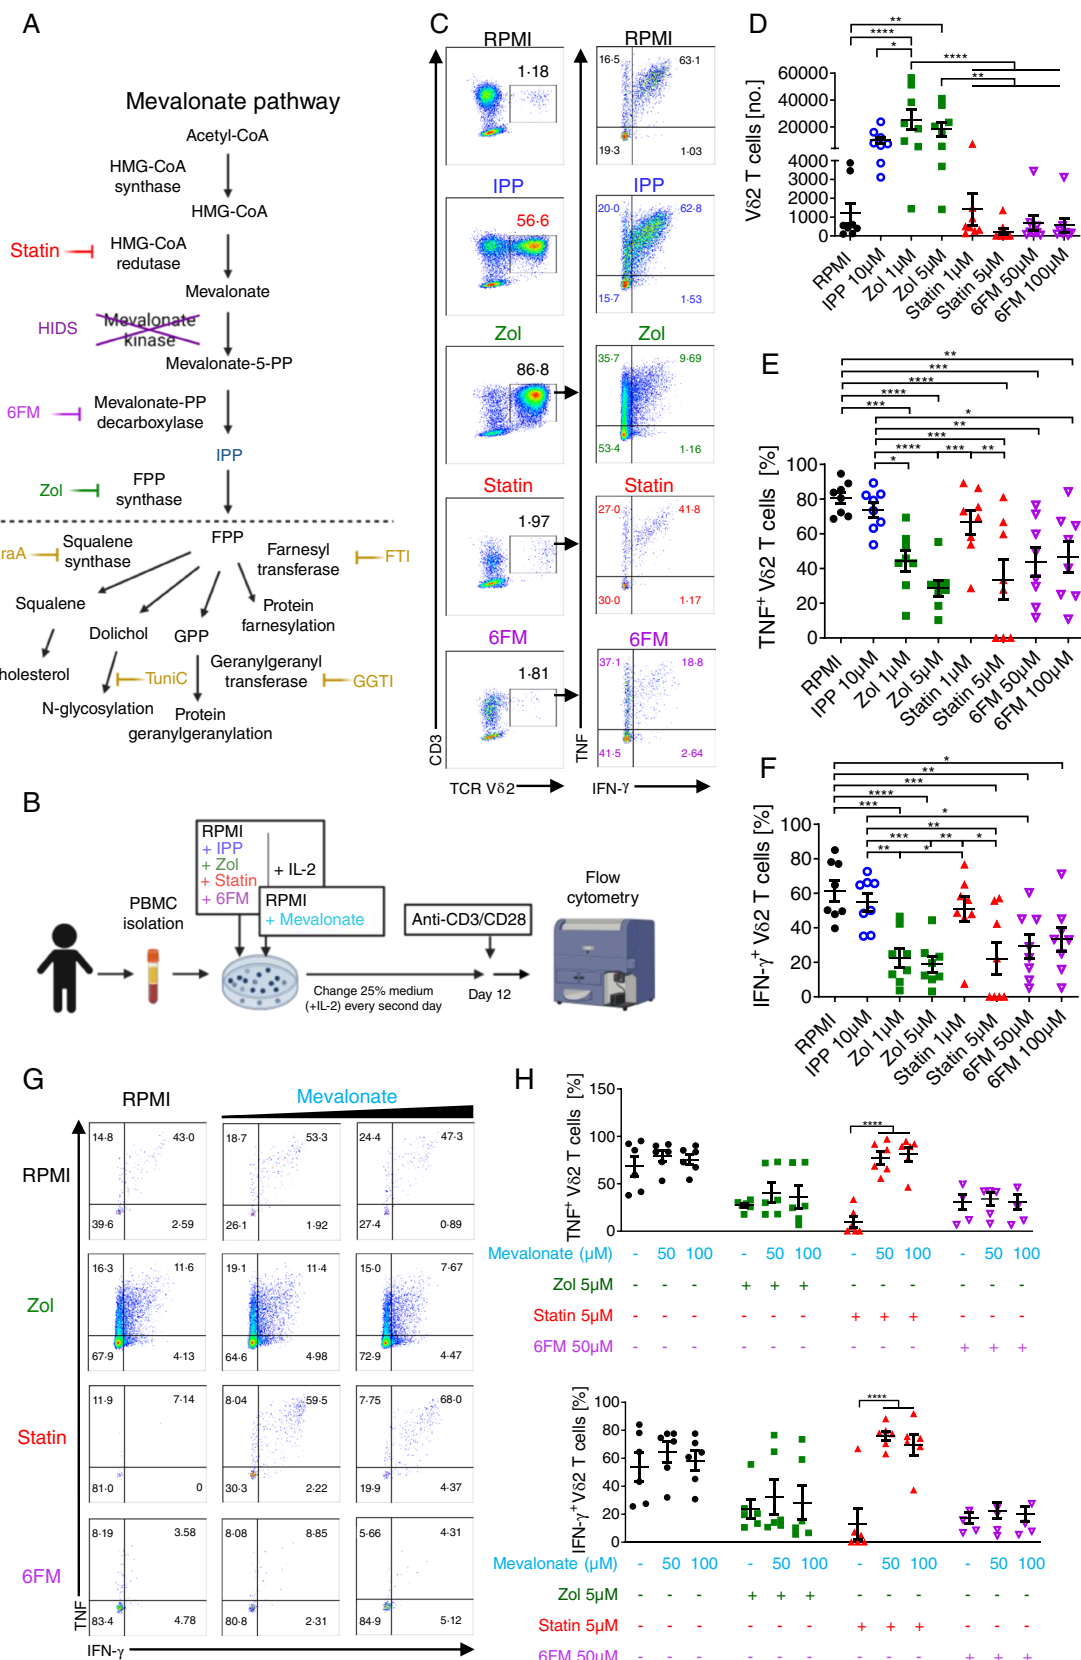 A
Mevalonate pathway
Acetyl-CoA
HMG-CoA
synthase
HMG-CoA
Statin
HMG-CoA
redutase
Mevalonate
HIDS
Mevalonate
kinase
Mevalonate-5-PP
6FM
Mevalonate-PP
decarboxylase
IPP
Zol
FPP
synthase
FPP
raA
Squalene
synthase
Farnesyl
transferase
FTI
Squalene
Dolichol
GPP
Protein
farnesylation
holesterol
TuniC
Geranylgeranyl
transferase
GGTI
N-glycosylation
Protein
geranylgeranylation
B
PBMC
isolation
RPMI
+ IPP
+ Zol
+ Statin
+ 6FM
+ IL-2
RPMI
+ Mevalonate
Change 25% medium
(+IL-2) every second day
Anti-CD3/CD28
Day 12
Flow
cytometry
C
RPMI
1·18
RPMI
16·5 63·1
19·3 1·03
IPP
56·6
IPP
20·0 62·8
15·7 1·53
Zol
86·8
Zol
35·7 9·69
53·4 1·16
Statin
1·97
Statin
27·0 41·8
30·0 1·17
6FM
1·81
6FM
37·1 18·8
41·5 2·64
CD3
TCR Vδ2
TNF
IFN-γ
D
Vδ2 T cells [no.]
60000
40000
20000
4000
3000
2000
1000
0
**
****
*
****
**
RPMI
IPP 10μM
Zol 1μM
Zol 5μM
Statin 1μM
Statin 5μM
6FM 50μM
6FM 100μM
E
TNF+ Vδ2 T cells [%]
100
80
60
40
20
0
**
***
****
****
***
*
**
***
**** *** **
*
RPMI
IPP 10μM
Zol 1μM
Zol 5μM
Statin 1μM
Statin 5μM
6FM 50μM
6FM 100μM
F
IFN-γ+ Vδ2 T cells [%]
100
80
60
40
20
0
*
**
***
****
***
*
**
*** ** *
** *
RPMI
IPP 10μM
Zol 1μM
Zol 5μM
Statin 1μM
Statin 5μM
6FM 50μM
6FM 100μM
G
RPMI
Mevalonate
RPMI
14·8 43·0
39·6 2·59
18·7 53·3
26·1 1·92
24·4 47·3
27·4 0·89
Zol
16·3 11·6
67·9 4·13
19·1 11·4
64·6 4·98
15·0 7·67
72·9 4·47
Statin
11·9 7·14
81·0 0
8·04 59·5
30·3 2·22
7·75 68·0
19·9 4·37
6FM
8·19 3·58
83·4 4·78
8·08 8·85
80·8 2·31
5·66 4·31
84·9 5·12
TNF
IFN-γ
H
TNF+ Vδ2 T cells [%]
150
100
50
0
****
Mevalonate (μM) - 50 100 - 50 100 - 50 100 - 50 100
Zol 5μM - - - + + + - - - - - -
Statin 5μM - - - - - - + + + - - -
6FM 50μM - - - - - - - - - + + +
IFN-γ+Vδ2 T cells [%]
100
80
60
40
20
0
****
Mevalonate (μM) - 50 100 - 50 100 - 50 100 - 50 100
Zol 5μM - - - + + + - - - - - -
Statin 5μM - - - - - - + + + - - -
6FM 50μM - - - - - - - - - + + +